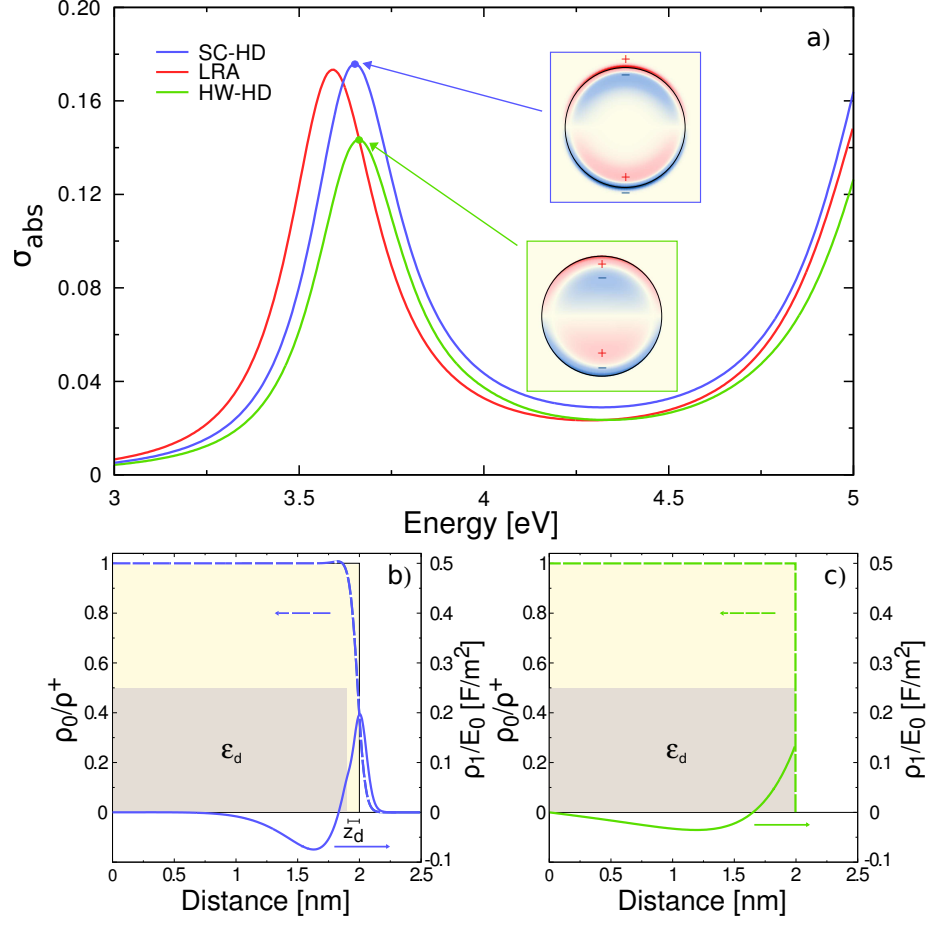 a)
SC-HD
LRA
HW-HD
0.20
0.16
0.12
0.08
0.04
0
σabs
+
−
+
−
+
−
+
−
3 3.5 4 4.5 5
Energy [eV]
b)
1
0.8
0.6
0.4
0.2
0
ρ0/ρ+
0.5
0.4
0.3
0.2
0.1
0
-0.1
ρ1/E0 [F/m2]
εd
zd
0 0.5 1 1.5 2 2.5
Distance [nm]
c)
1
0.8
0.6
0.4
0.2
0
ρ0/ρ+
0.5
0.4
0.3
0.2
0.1
0
-0.1
ρ1/E0 [F/m2]
εd
0 0.5 1 1.5 2 2.5
Distance [nm]